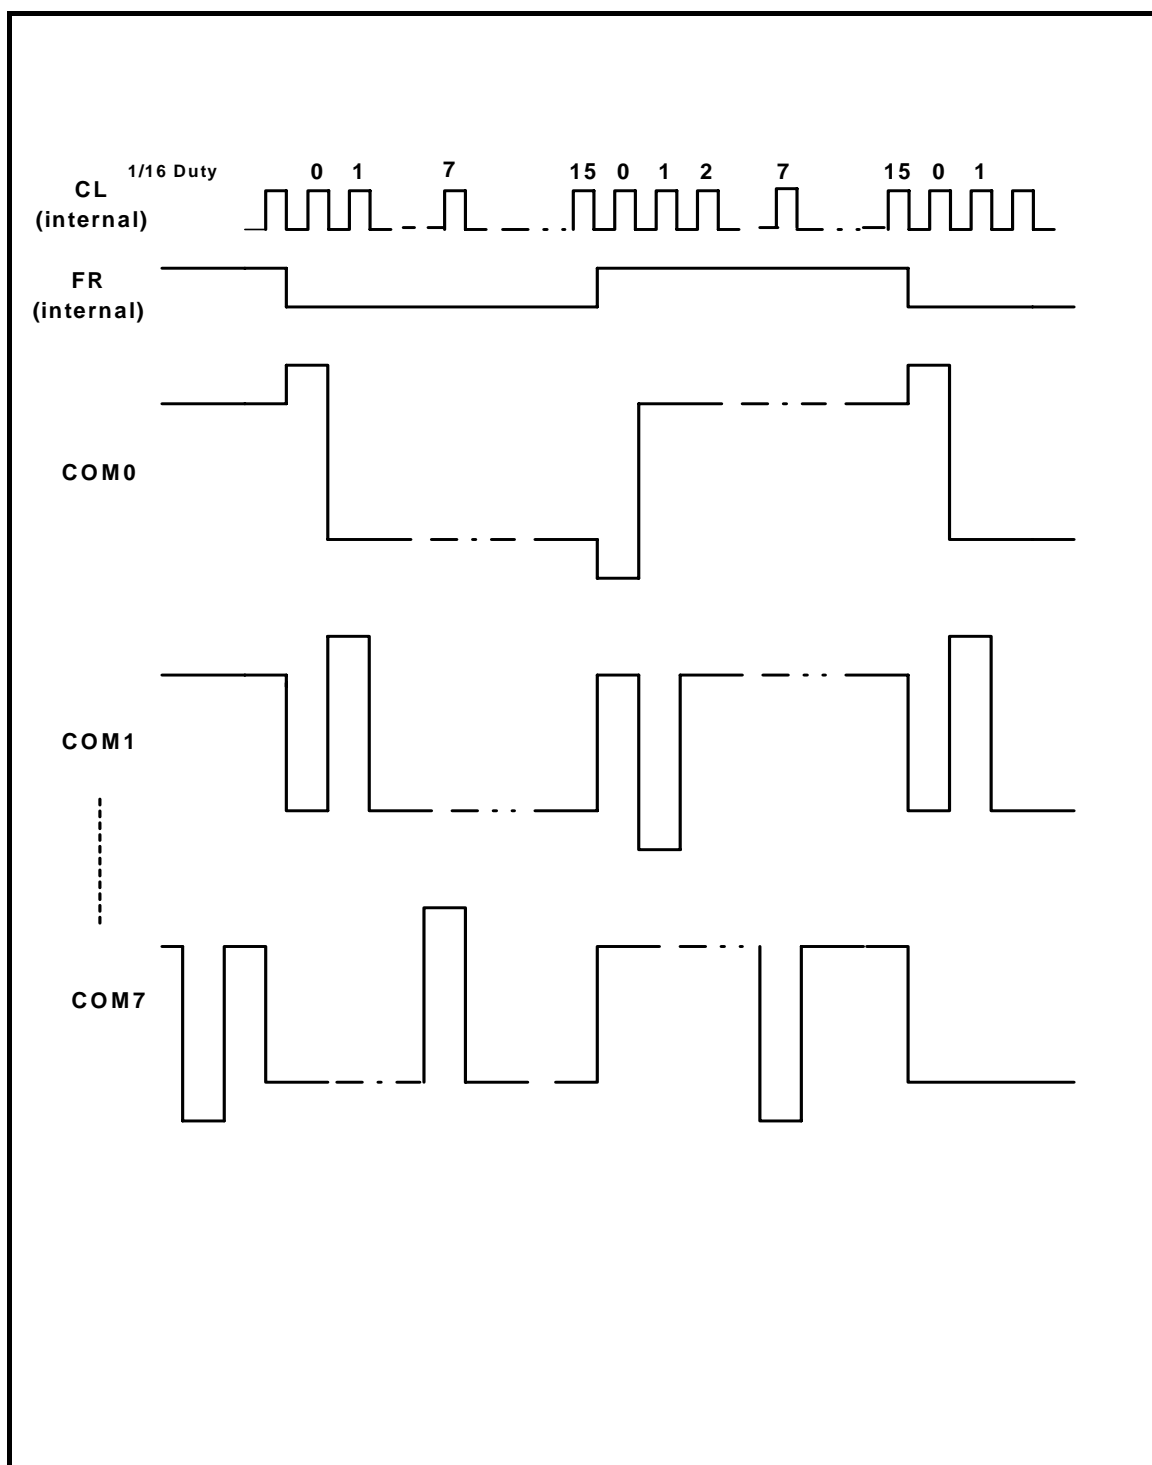 1/16 Duty 0 1 7 15 0 1 2 7 15 0 1
CL
(internal)
FR
(internal)
COM0
COM1
COM7